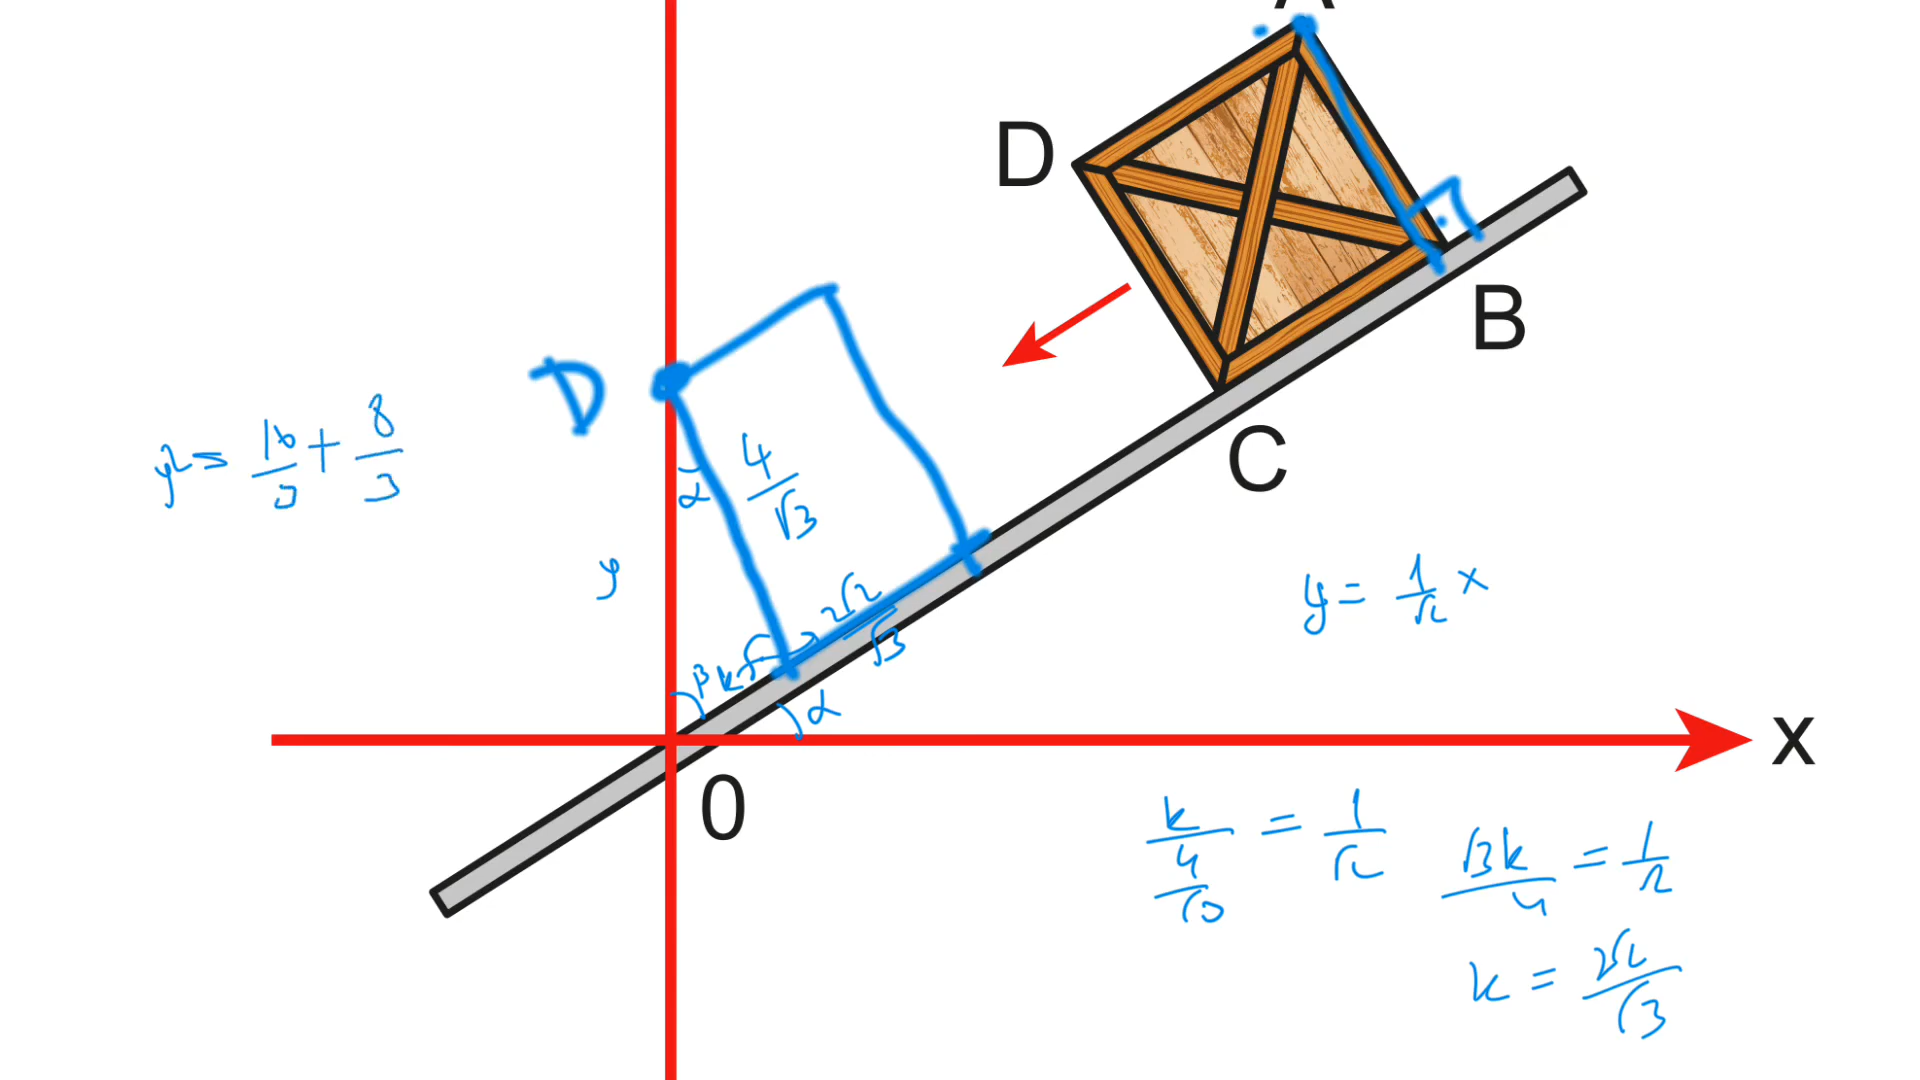 A
D
B
C
D
4/√3
α
y² = 16/3 + 8/3
y
2√2/√3
β k
α
y = 1/√2 x
x
0
k/(4/√3) = 1/√2
√3k/4 = 1/√2
k = 2√2/√3